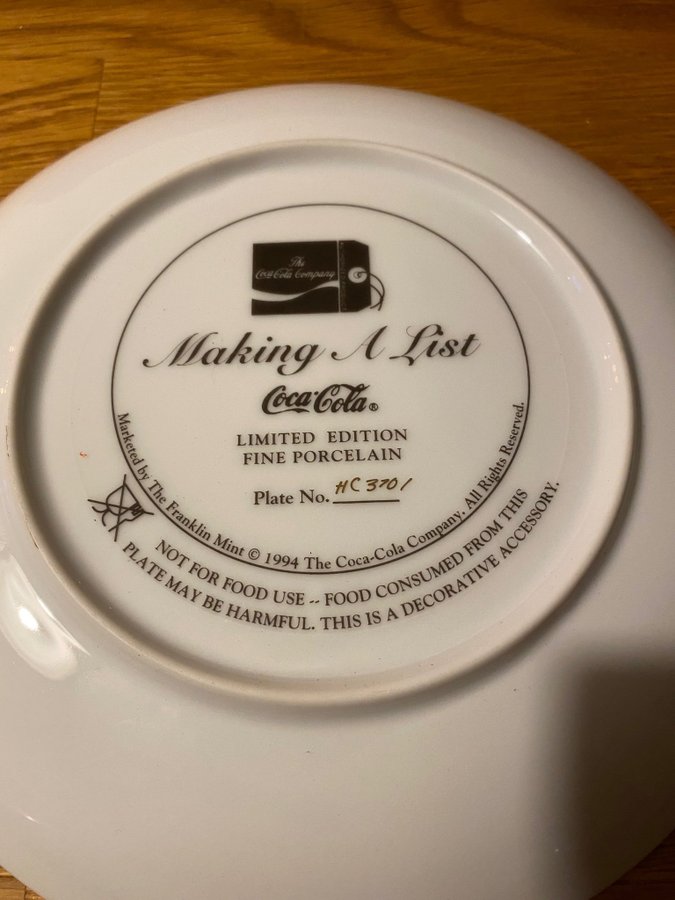 The
Coca-Cola Company
Making A List
Coca-Cola®
LIMITED EDITION
FINE PORCELAIN
Plate No. HC 3701
Marketed by The Franklin Mint © 1994 The Coca-Cola Company. All Rights Reserved.
NOT FOR FOOD USE -- FOOD CONSUMED FROM THIS
PLATE MAY BE HARMFUL. THIS IS A DECORATIVE ACCESSORY.